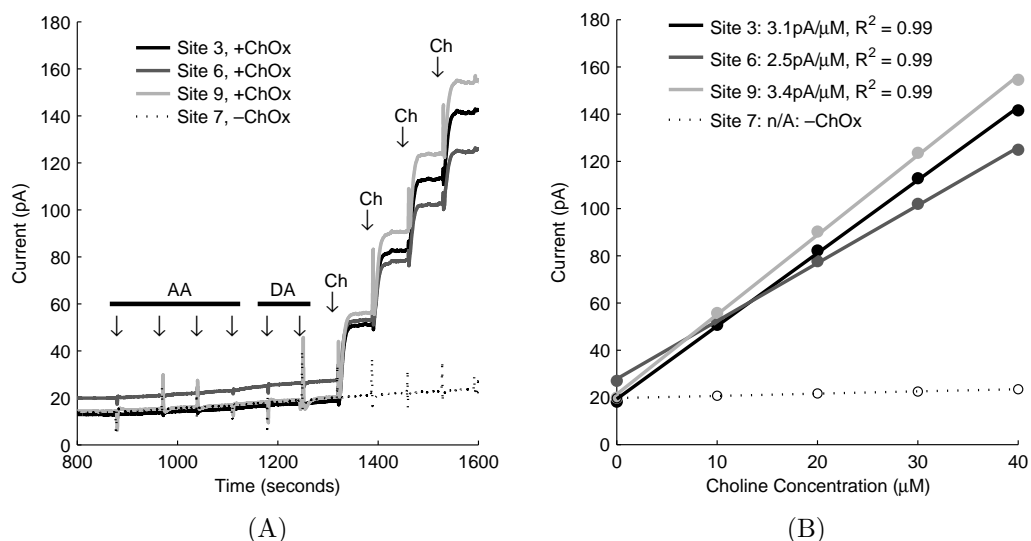 180
160
140
120
100
80
60
40
20
0
Current (pA)
800
1000
1200
1400
1600
Time (seconds)
Site 3, +ChOx
Site 6, +ChOx
Site 9, +ChOx
Site 7, –ChOx
AA
DA
Ch
Ch
Ch
Ch
(A)
180
160
140
120
100
80
60
40
20
0
Current (pA)
0
10
20
30
40
Choline Concentration (μM)
Site 3: 3.1pA/μM, R² = 0.99
Site 6: 2.5pA/μM, R² = 0.99
Site 9: 3.4pA/μM, R² = 0.99
Site 7: n/A: –ChOx
(B)